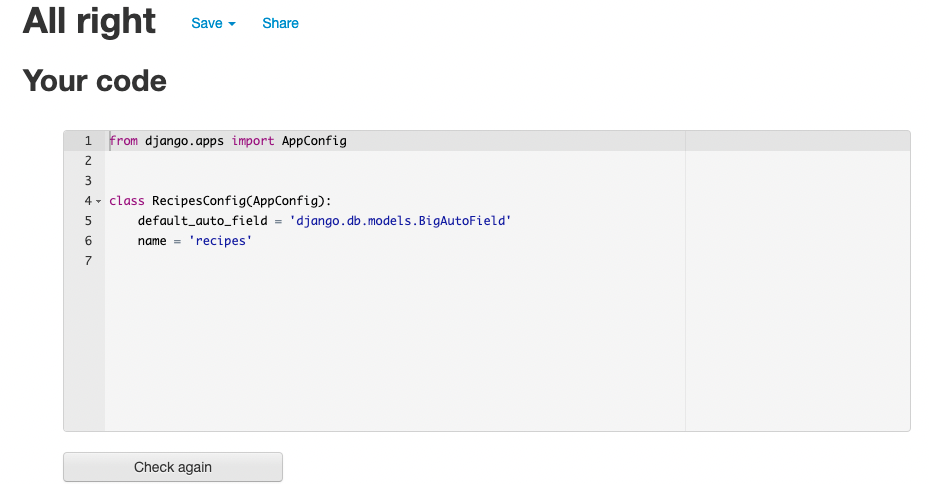 All right Save Share
Your code
1 from django.apps import AppConfig
2
3
4 class RecipesConfig(AppConfig):
5     default_auto_field = 'django.db.models.BigAutoField'
6     name = 'recipes'
7
Check again